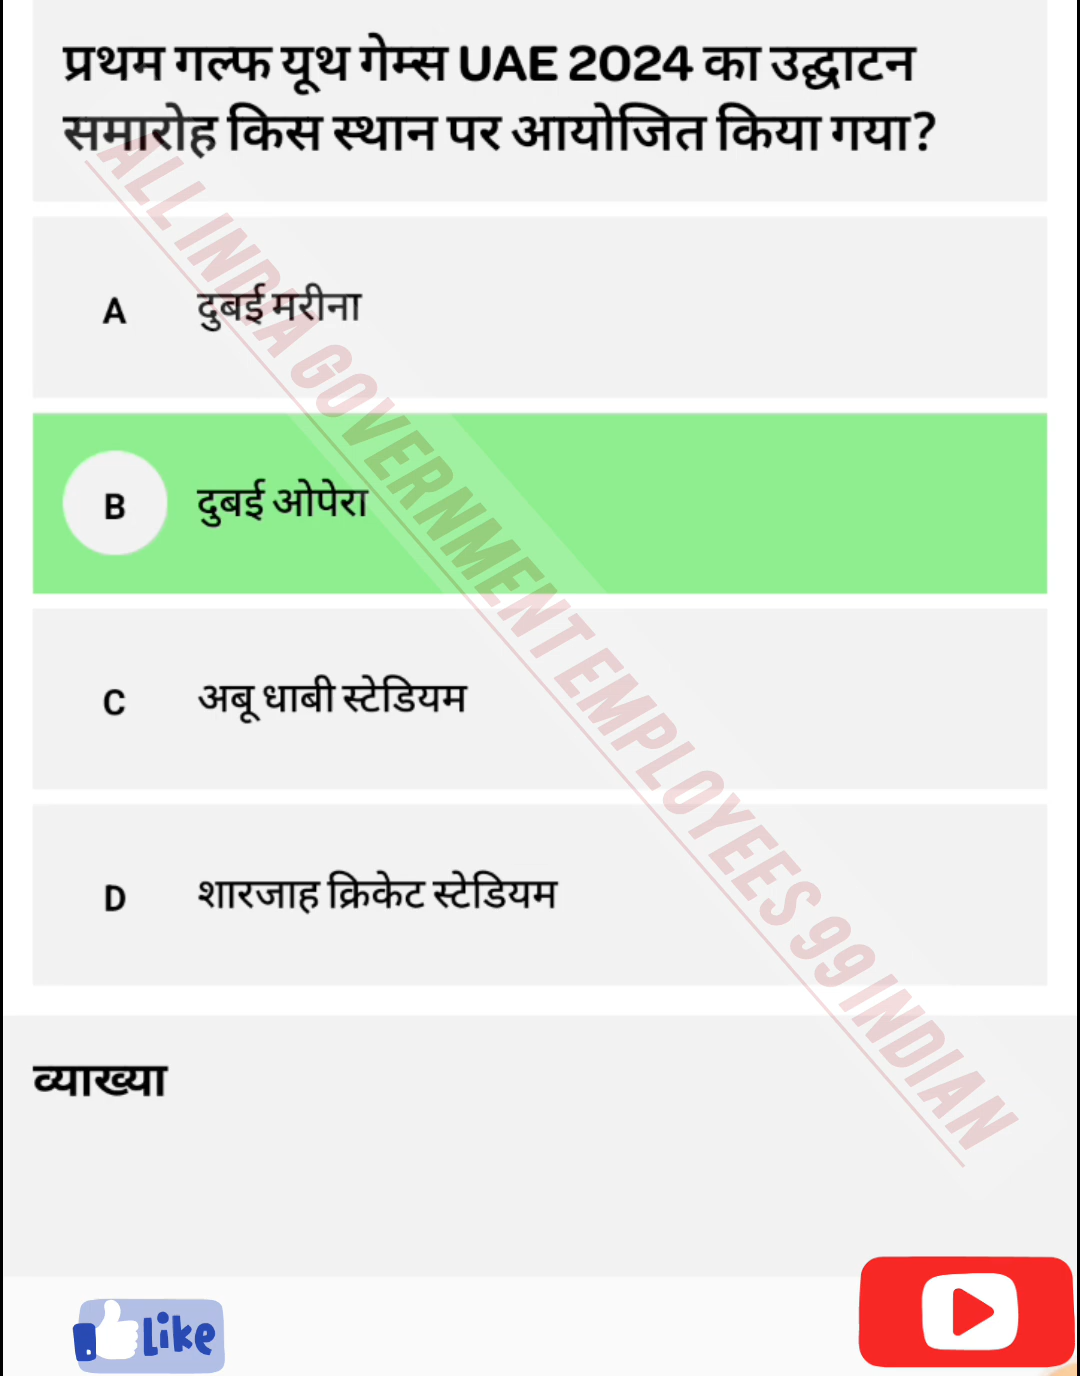 प्रथम गल्फ यूथ गेम्स UAE 2024 का उद्घाटन
समारोह किस स्थान पर आयोजित किया गया?
A दुबई मरीना
B दुबई ओपेरा
C अबू धाबी स्टेडियम
D शारजाह क्रिकेट स्टेडियम
ALL INDIA GOVERNMENT EMPLOYEES 99 INDIAN
व्याख्या
Like